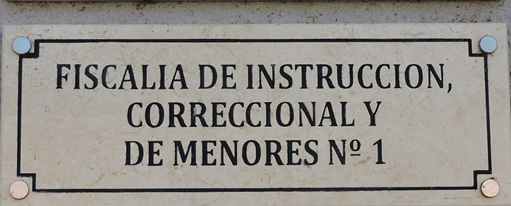 FISCALIA DE INSTRUCCION,
CORRECCIONAL Y
DE MENORES Nº 1